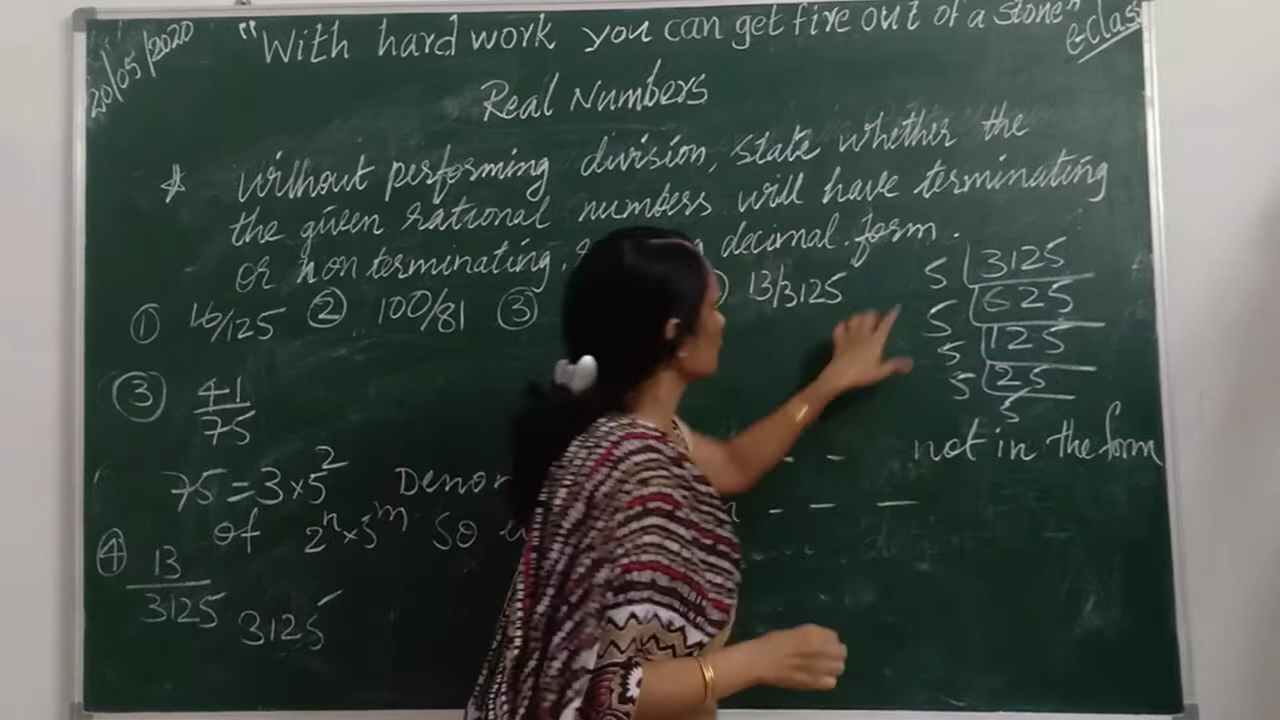 20/05/2020
"With hard work you can get fire out of a stone"
e-Clas
Real Numbers
without performing division, state whether the
the given rational numbers will have terminating
or non terminating. decimal form.
① 16/125 ② 100/81 ③ 13/3125
5 3125
5 625
5 125
5 25
5
③ 41/75
75 = 3×5² Denor not in the form
of 2ⁿ×5ᵐ So
④ 13/3125 3125